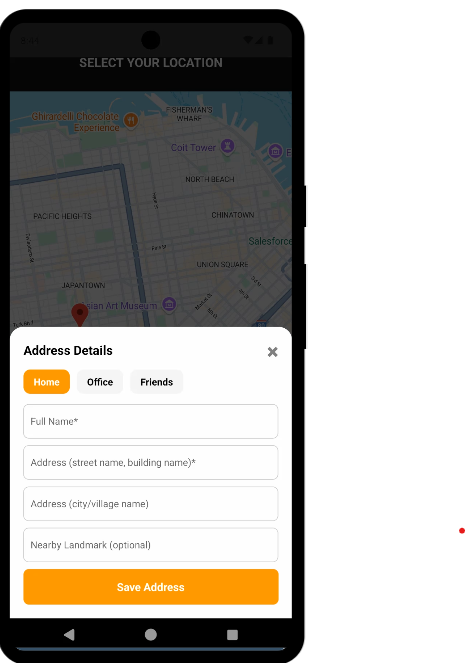 SELECT YOUR LOCATION
Ghirardelli Chocolate
Experience
FISHERMAN'S
WHARF
Coit Tower
NORTH BEACH
PACIFIC HEIGHTS
CHINATOWN
Salesforce
UNION SQUARE
JAPANTOWN
sian Art Museum
Address Details
Home
Office
Friends
Full Name*
Address (street name, building name)*
Address (city/village name)
Nearby Landmark (optional)
Save Address